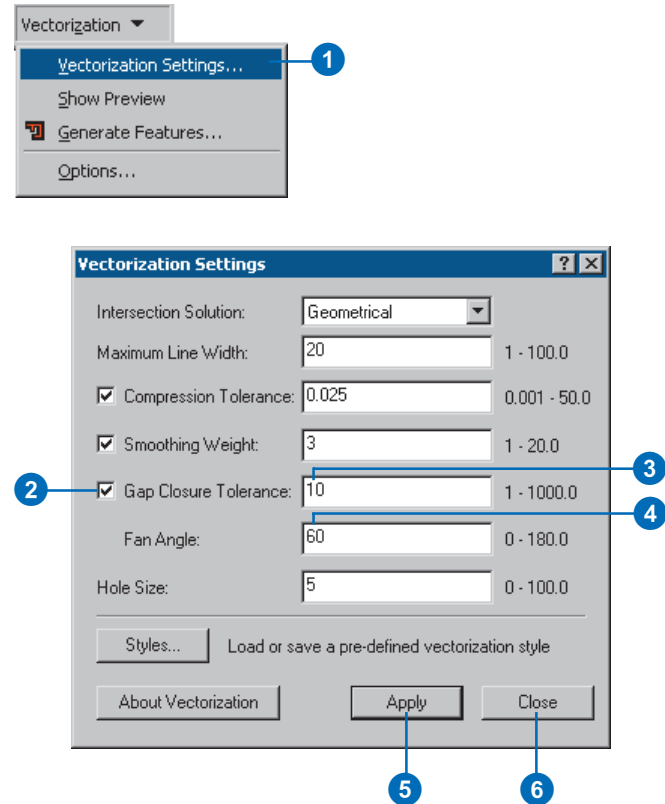 Vectorization
Vectorization Settings... 1
Show Preview
Generate Features...
Options...
Vectorization Settings ? X
Intersection Solution: Geometrical
Maximum Line Width: 20 1 - 100.0
Compression Tolerance: 0.025 0.001 - 50.0
Smoothing Weight: 3 1 - 20.0
3
2 Gap Closure Tolerance: 10 1 - 1000.0
4
Fan Angle: 60 0 - 180.0
Hole Size: 5 0 - 100.0
Styles... Load or save a pre-defined vectorization style
About Vectorization Apply Close
5 6